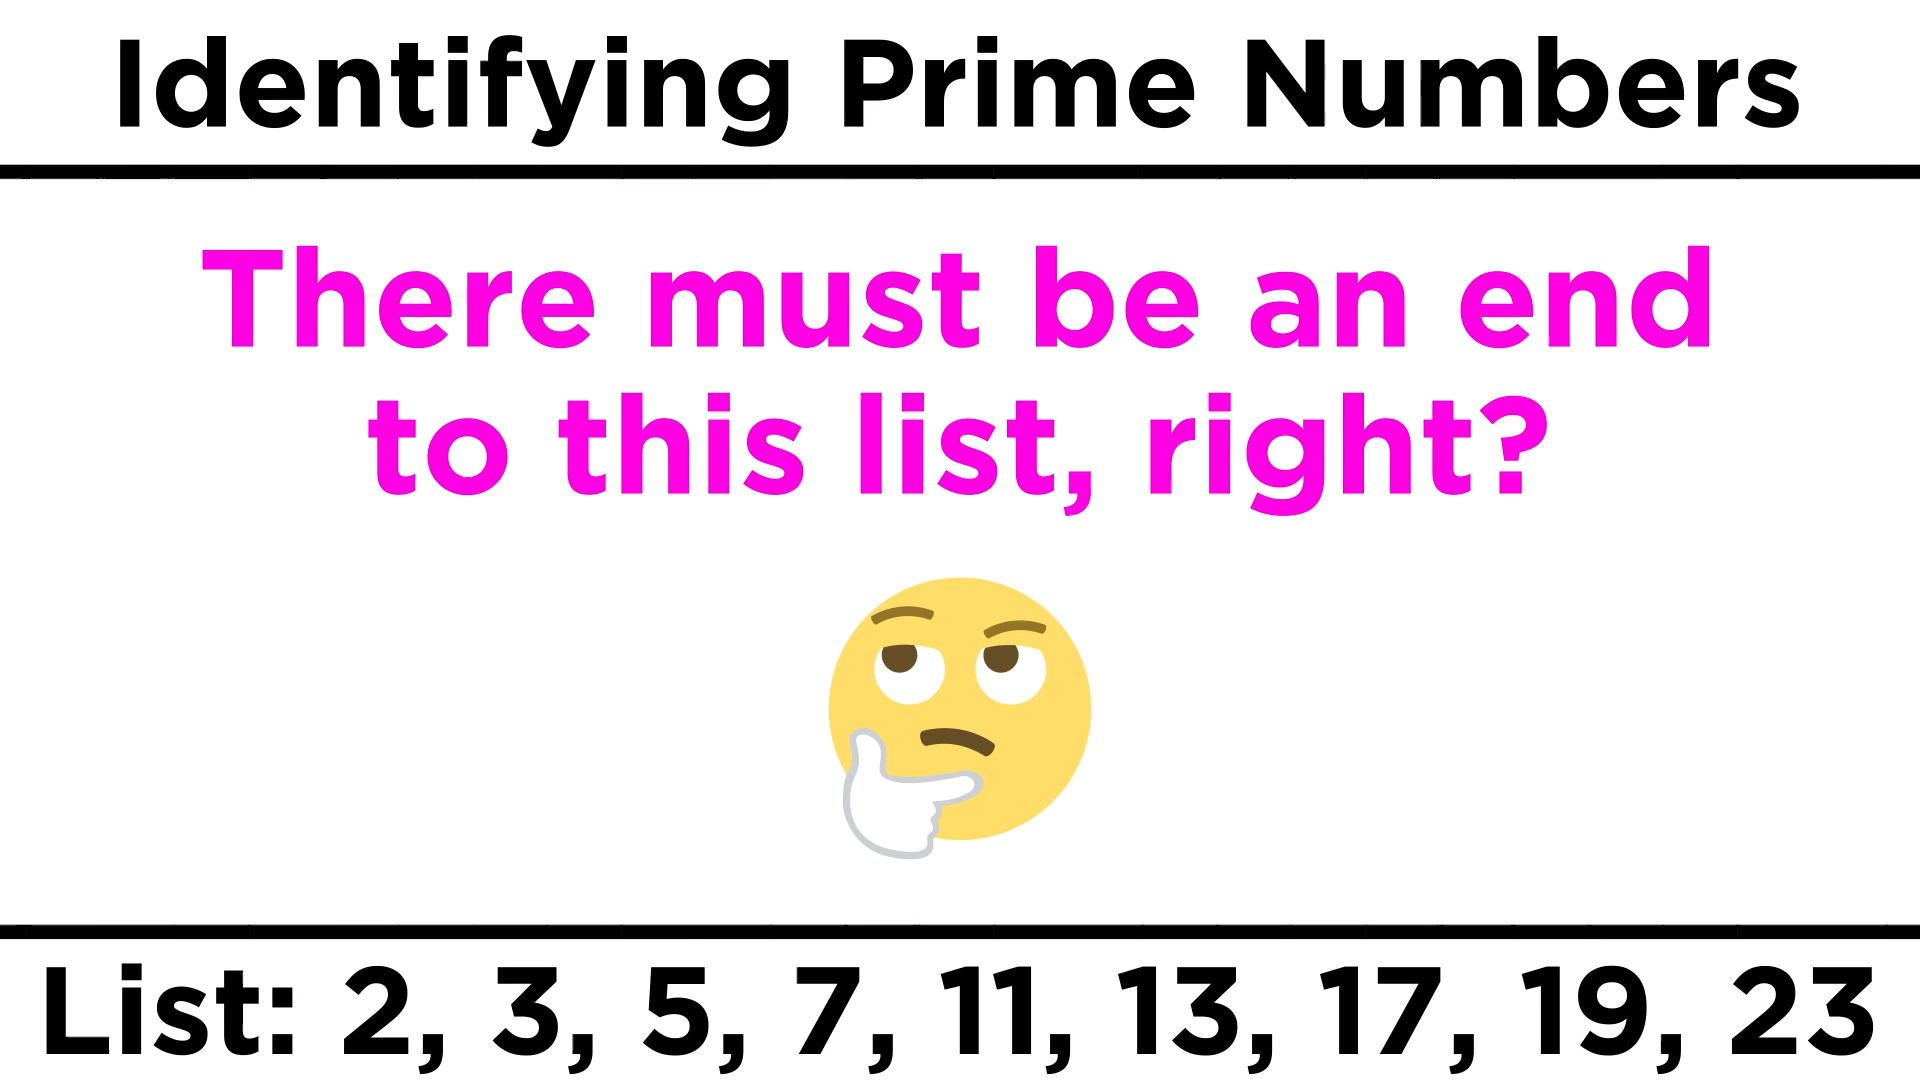 Identifying Prime Numbers
There must be an end
to this list, right?
List: 2, 3, 5, 7, 11, 13, 17, 19, 23